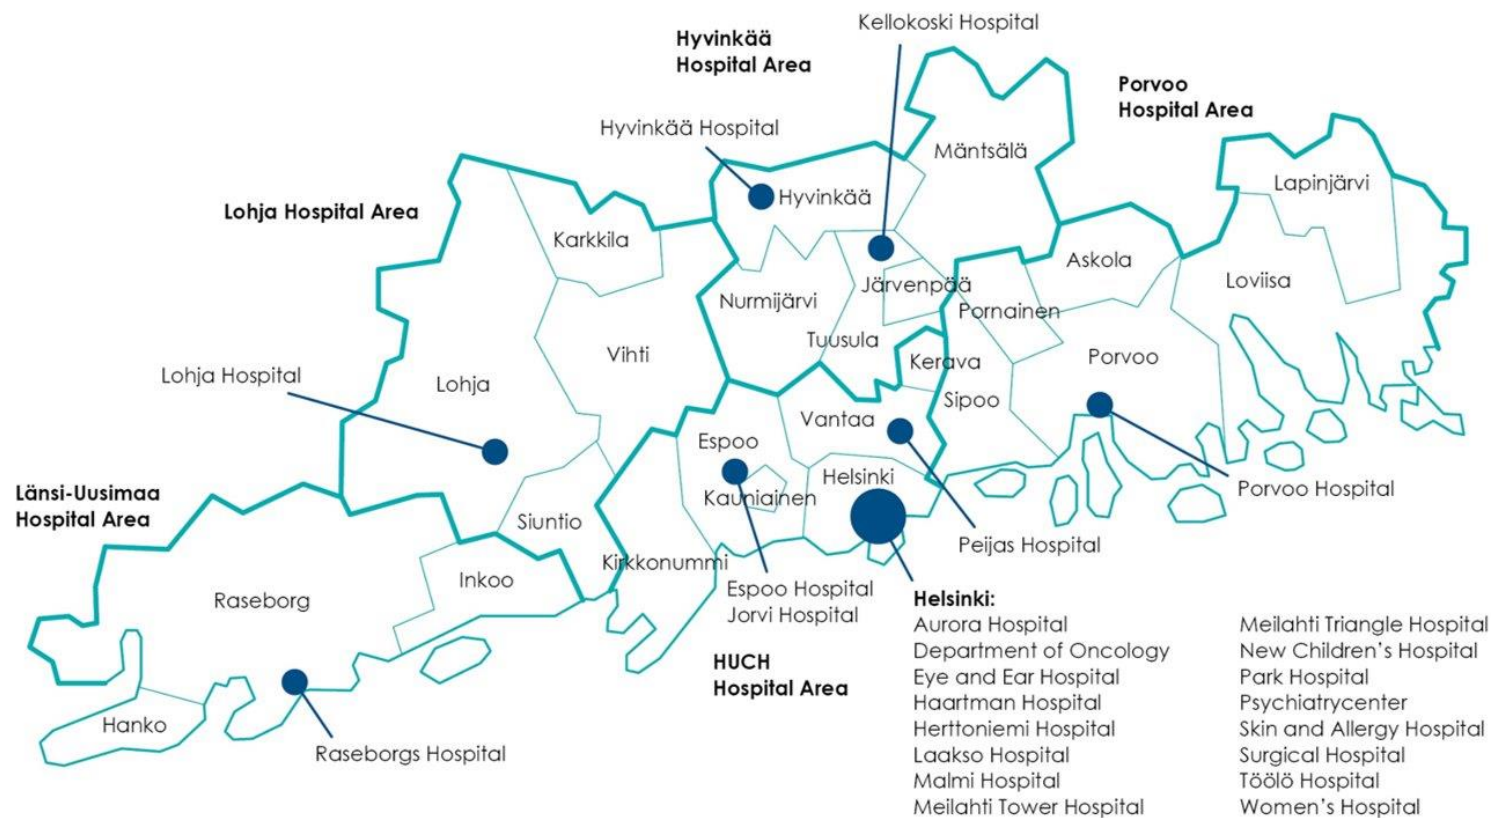 Kellokoski Hospital
Hyvinkää
Hospital Area
Porvoo
Hospital Area
Hyvinkää Hospital
Mäntsälä
Lapinjärvi
Hyvinkää
Lohja Hospital Area
Karkkila
Askola
Loviisa
Järvenpää
Nurmijärvi
Pornainen
Tuusula
Vihti
Porvoo
Kerava
Lohja Hospital
Lohja
Sipoo
Vantaa
Espoo
Helsinki
Porvoo Hospital
Länsi-Uusimaa
Hospital Area
Kauniainen
Siuntio
Peijas Hospital
Kirkkonummi
Inkoo
Raseborg
Espoo Hospital
Jorvi Hospital
HUCH
Hospital Area
Hanko
Raseborgs Hospital
Helsinki:
Aurora Hospital
Department of Oncology
Eye and Ear Hospital
Haartman Hospital
Herttoniemi Hospital
Laakso Hospital
Malmi Hospital
Meilahti Tower Hospital
Meilahti Triangle Hospital
New Children's Hospital
Park Hospital
Psychiatrycenter
Skin and Allergy Hospital
Surgical Hospital
Töölö Hospital
Women's Hospital